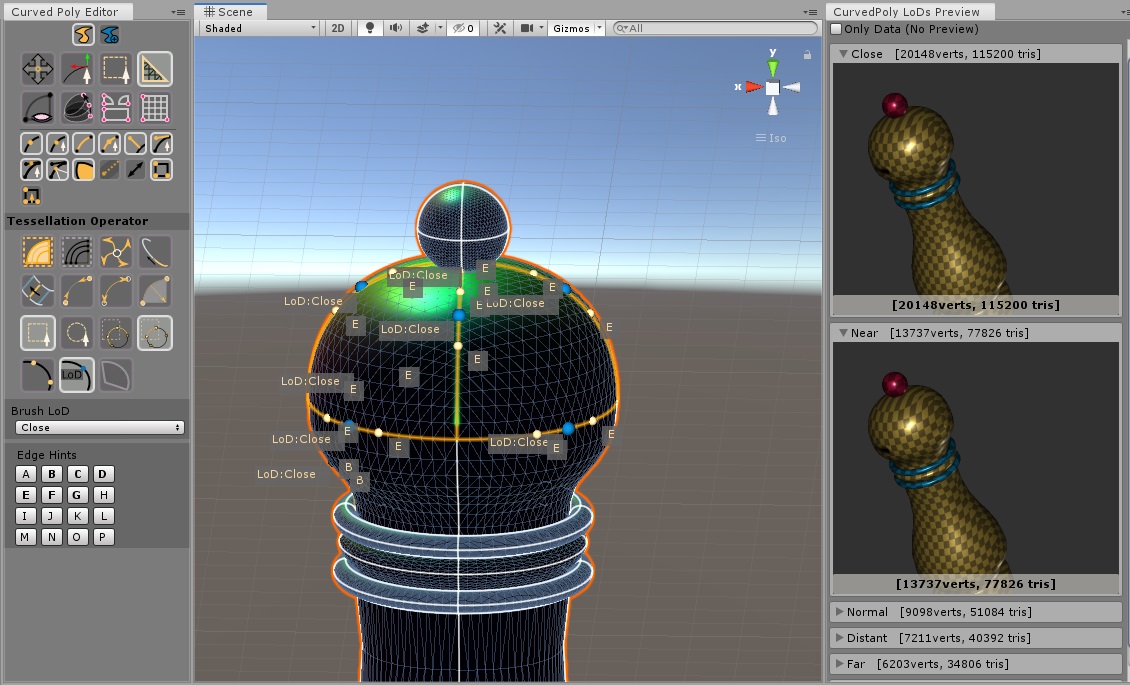 Curved Poly Editor
LoD
Tessellation Operator
Brush LoD
Close
Edge Hints
A B C D
E F G H
I J K L
M N O P
Scene
Shaded
2D
0
Gizmos
All
y
x
Iso
LoD:Close
E
E
LoD:Close
E
E
E
LoD:Close
E
LoD:Close
E
E
E
LoD:Close
E
E
LoD:Close
E
E
LoD:Close
E
E
LoD:Close
B
B
CurvedPoly LoDs Preview
Only Data (No Preview)
Close [20148verts, 115200 tris]
[20148verts, 115200 tris]
Near [13737verts, 77826 tris]
[13737verts, 77826 tris]
Normal [9098verts, 51084 tris]
Distant [7211verts, 40392 tris]
Far [6203verts, 34806 tris]